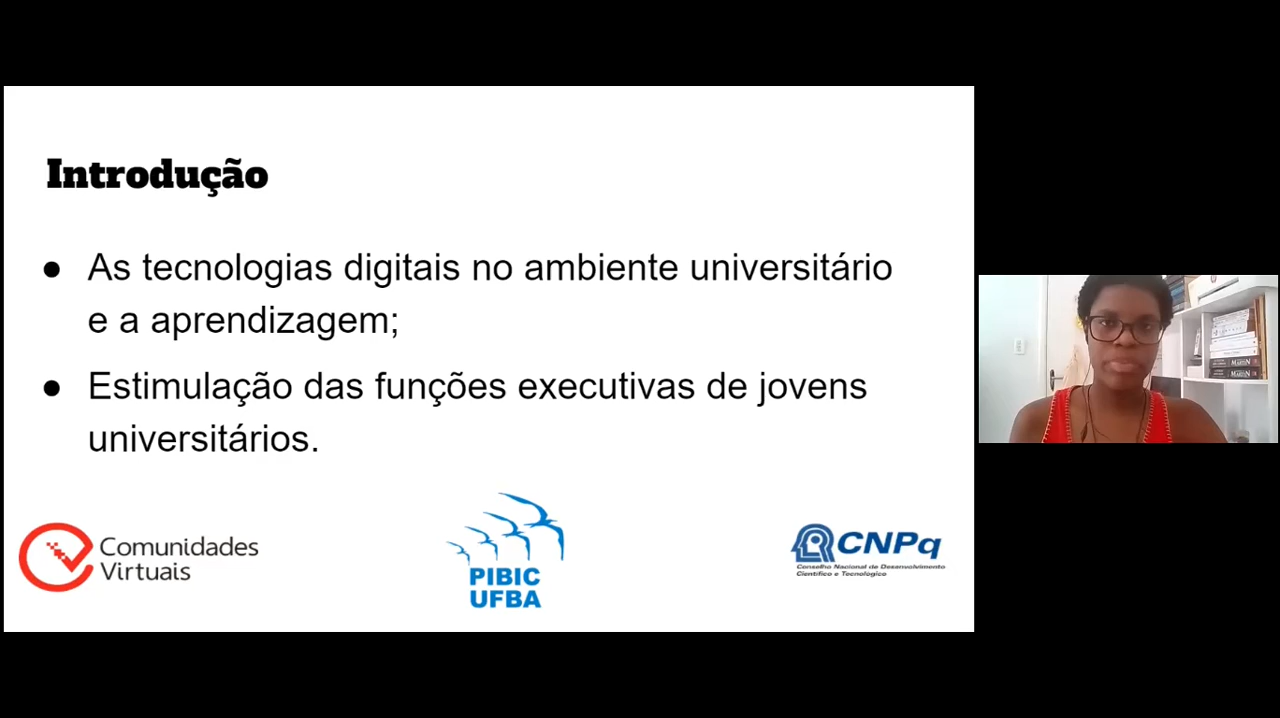 Introdução
● As tecnologias digitais no ambiente universitário
e a aprendizagem;
● Estimulação das funções executivas de jovens
universitários.
Comunidades
Virtuais
PIBIC
UFBA
CNPq
Conselho Nacional de Desenvolvimento
Científico e Tecnológico